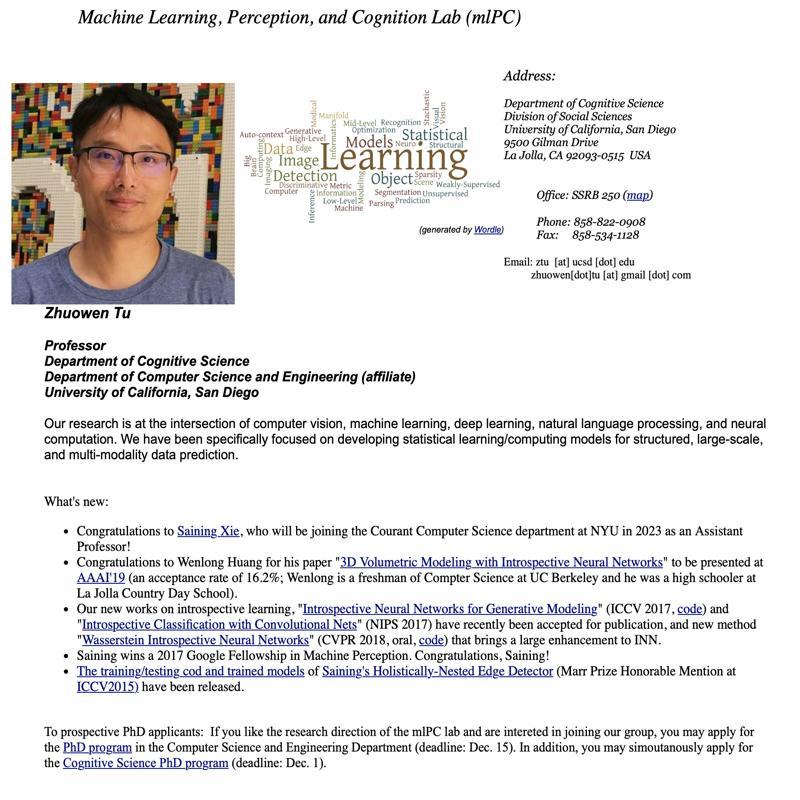 Machine Learning, Perception, and Cognition Lab (mlPC)
Address:
Department of Cognitive Science
Division of Social Sciences
University of California, San Diego
9500 Gilman Drive
La Jolla, CA 92093-0515 USA
Office: SSRB 250 (map)
Phone: 858-822-0908
Fax: 858-534-1128
Email: ztu [at] ucsd [dot] edu
zhuowen[dot]tu [at] gmail [dot] com
Medical
Manifold
Stachastic
Visual
Vision
Auto-context
Generative
High-Level
Mid-Level
Recognition
Optimization
Statistical
Structural
Models
Neuro
Informatics
Big
Brain
Computing
Imaging
Data
Edge
Image
Learning
Detection
Object
Sparsity
Scene
Weakly-Supervised
Discriminative
Metric
Modeling
Segmentation
Unsupervised
Computer
Information
Inference
Low-Level
Machine
Parsing
Prediction
(generated by Wordle)
Zhuowen Tu
Professor
Department of Cognitive Science
Department of Computer Science and Engineering (affiliate)
University of California, San Diego
Our research is at the intersection of computer vision, machine learning, deep learning, natural language processing, and neural
computation. We have been specifically focused on developing statistical learning/computing models for structured, large-scale,
and multi-modality data prediction.
What's new:
• Congratulations to Saining Xie, who will be joining the Courant Computer Science department at NYU in 2023 as an Assistant
Professor!
• Congratulations to Wenlong Huang for his paper "3D Volumetric Modeling with Introspective Neural Networks" to be presented at
AAAI'19 (an acceptance rate of 16.2%; Wenlong is a freshman of Compter Science at UC Berkeley and he was a high schooler at
La Jolla Country Day School).
• Our new works on introspective learning, "Introspective Neural Networks for Generative Modeling" (ICCV 2017, code) and
"Introspective Classification with Convolutional Nets" (NIPS 2017) have recently been accepted for publication, and new method
"Wasserstein Introspective Neural Networks" (CVPR 2018, oral, code) that brings a large enhancement to INN.
• Saining wins a 2017 Google Fellowship in Machine Perception. Congratulations, Saining!
• The training/testing cod and trained models of Saining's Holistically-Nested Edge Detector (Marr Prize Honorable Mention at
ICCV2015) have been released.
To prospective PhD applicants: If you like the research direction of the mlPC lab and are intereted in joining our group, you may apply for
the PhD program in the Computer Science and Engineering Department (deadline: Dec. 15). In addition, you may simoutanously apply for
the Cognitive Science PhD program (deadline: Dec. 1).